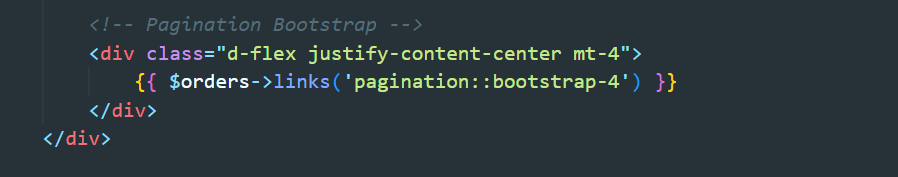 <!-- Pagination Bootstrap -->
<div class="d-flex justify-content-center mt-4">
{{ $orders->links('pagination::bootstrap-4') }}
</div>
</div>